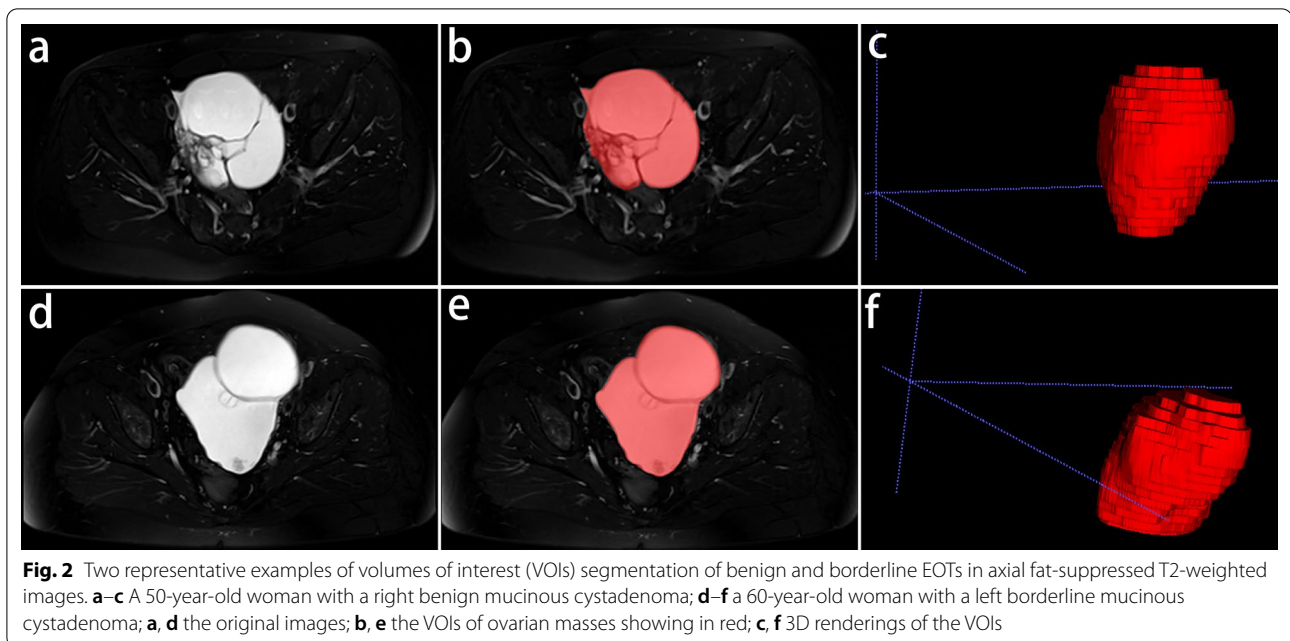 a
b
c
d
e
f
Fig. 2 Two representative examples of volumes of interest (VOIs) segmentation of benign and borderline EOTs in axial fat-suppressed T2-weighted
images. a–c A 50-year-old woman with a right benign mucinous cystadenoma; d–f a 60-year-old woman with a left borderline mucinous
cystadenoma; a, d the original images; b, e the VOIs of ovarian masses showing in red; c, f 3D renderings of the VOIs